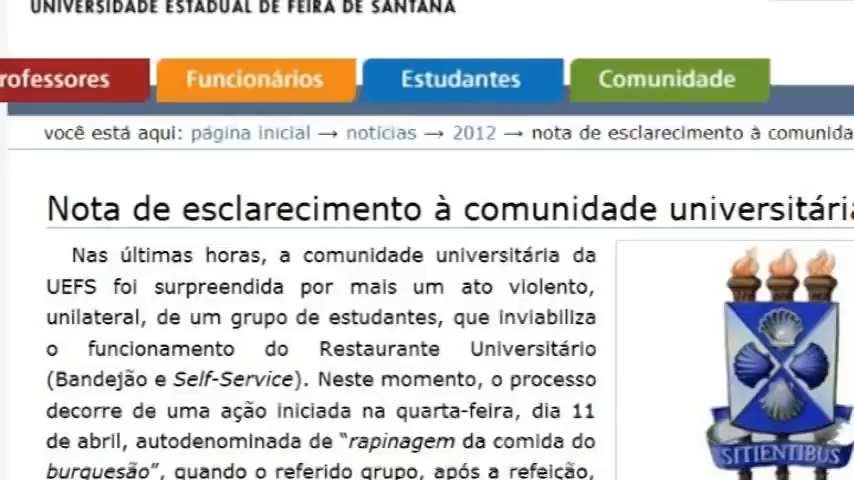 UNIVERSIDADE ESTADUAL DE FEIRA DE SANTANA
rofessores Funcionários Estudantes Comunidade
você está aqui: página inicial → notícias → 2012 → nota de esclarecimento à comunida
Nota de esclarecimento à comunidade universitária
Nas últimas horas, a comunidade universitária da
UEFS foi surpreendida por mais um ato violento,
unilateral, de um grupo de estudantes, que inviabiliza
o funcionamento do Restaurante Universitário
(Bandejão e Self-Service). Neste momento, o processo
decorre de uma ação iniciada na quarta-feira, dia 11
de abril, autodenominada de “rapinagem da comida do
burquesão”, quando o referido grupo, após a refeição,
SITIENTIBUS